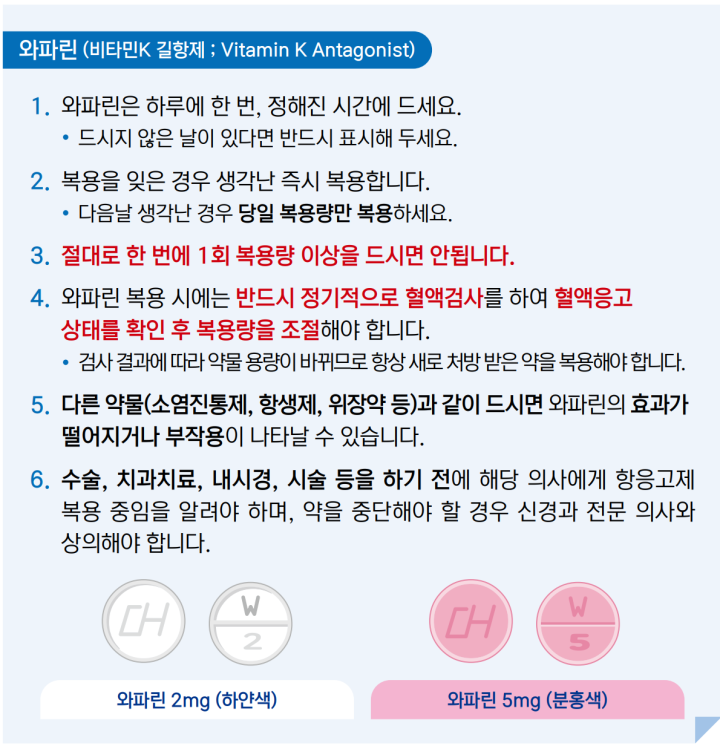 와파린 (비타민K 길항제 ; Vitamin K Antagonist)
1. 와파린은 하루에 한 번, 정해진 시간에 드세요.
• 드시지 않은 날이 있다면 반드시 표시해 두세요.
2. 복용을 잊은 경우 생각난 즉시 복용합니다.
• 다음날 생각난 경우 당일 복용량만 복용하세요.
3. 절대로 한 번에 1회 복용량 이상을 드시면 안됩니다.
4. 와파린 복용 시에는 반드시 정기적으로 혈액검사를 하여 혈액응고
상태를 확인 후 복용량을 조절해야 합니다.
• 검사 결과에 따라 약물 용량이 바뀌므로 항상 새로 처방 받은 약을 복용해야 합니다.
5. 다른 약물(소염진통제, 항생제, 위장약 등)과 같이 드시면 와파린의 효과가
떨어지거나 부작용이 나타날 수 있습니다.
6. 수술, 치과치료, 내시경, 시술 등을 하기 전에 해당 의사에게 항응고제
복용 중임을 알려야 하며, 약을 중단해야 할 경우 신경과 전문 의사와
상의해야 합니다.
CH
W
2
CH
W
5
와파린 2mg (하얀색)
와파린 5mg (분홍색)